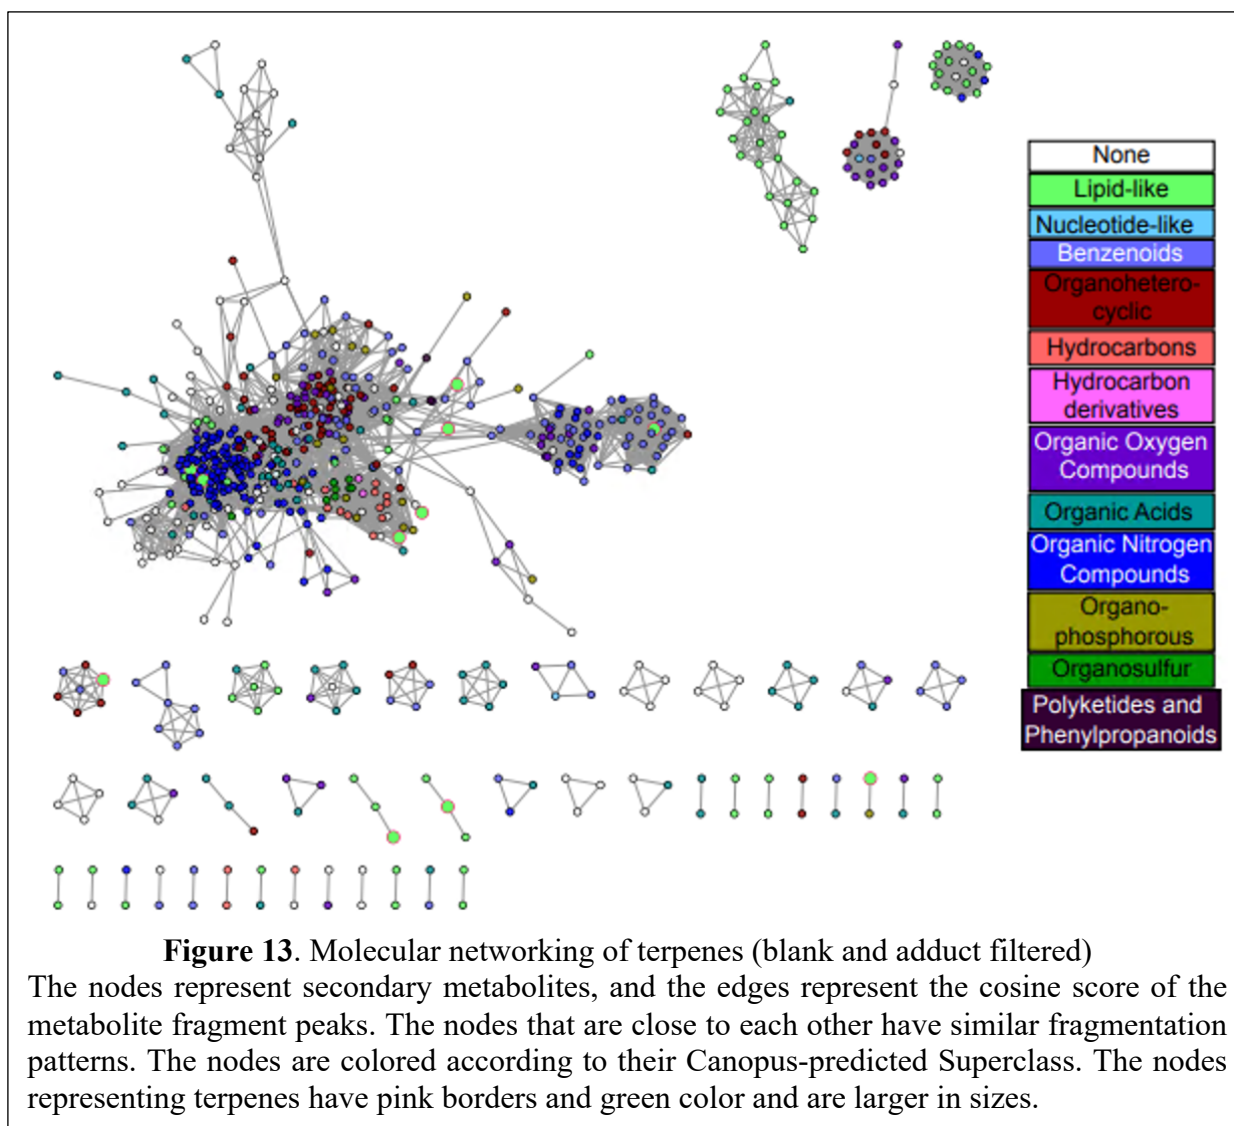 None
Lipid-like
Nucleotide-like
Benzenoids
Organohetero-
cyclic
Hydrocarbons
Hydrocarbon
derivatives
Organic Oxygen
Compounds
Organic Acids
Organic Nitrogen
Compounds
Organo-
phosphorous
Organosulfur
Polyketides and
Phenylpropanoids
Figure 13. Molecular networking of terpenes (blank and adduct filtered)
The nodes represent secondary metabolites, and the edges represent the cosine score of the
metabolite fragment peaks. The nodes that are close to each other have similar fragmentation
patterns. The nodes are colored according to their Canopus-predicted Superclass. The nodes
representing terpenes have pink borders and green color and are larger in sizes.